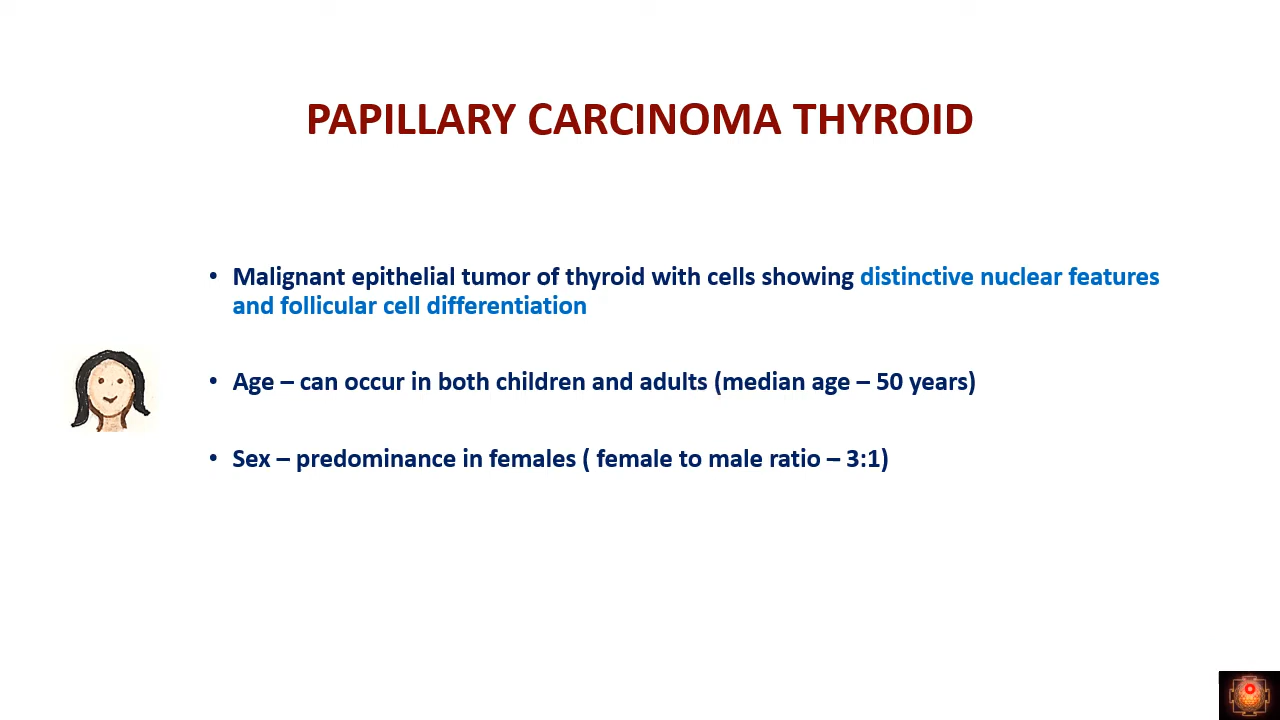 PAPILLARY CARCINOMA THYROID
• Malignant epithelial tumor of thyroid with cells showing distinctive nuclear features
and follicular cell differentiation
• Age – can occur in both children and adults (median age – 50 years)
• Sex – predominance in females ( female to male ratio – 3:1)